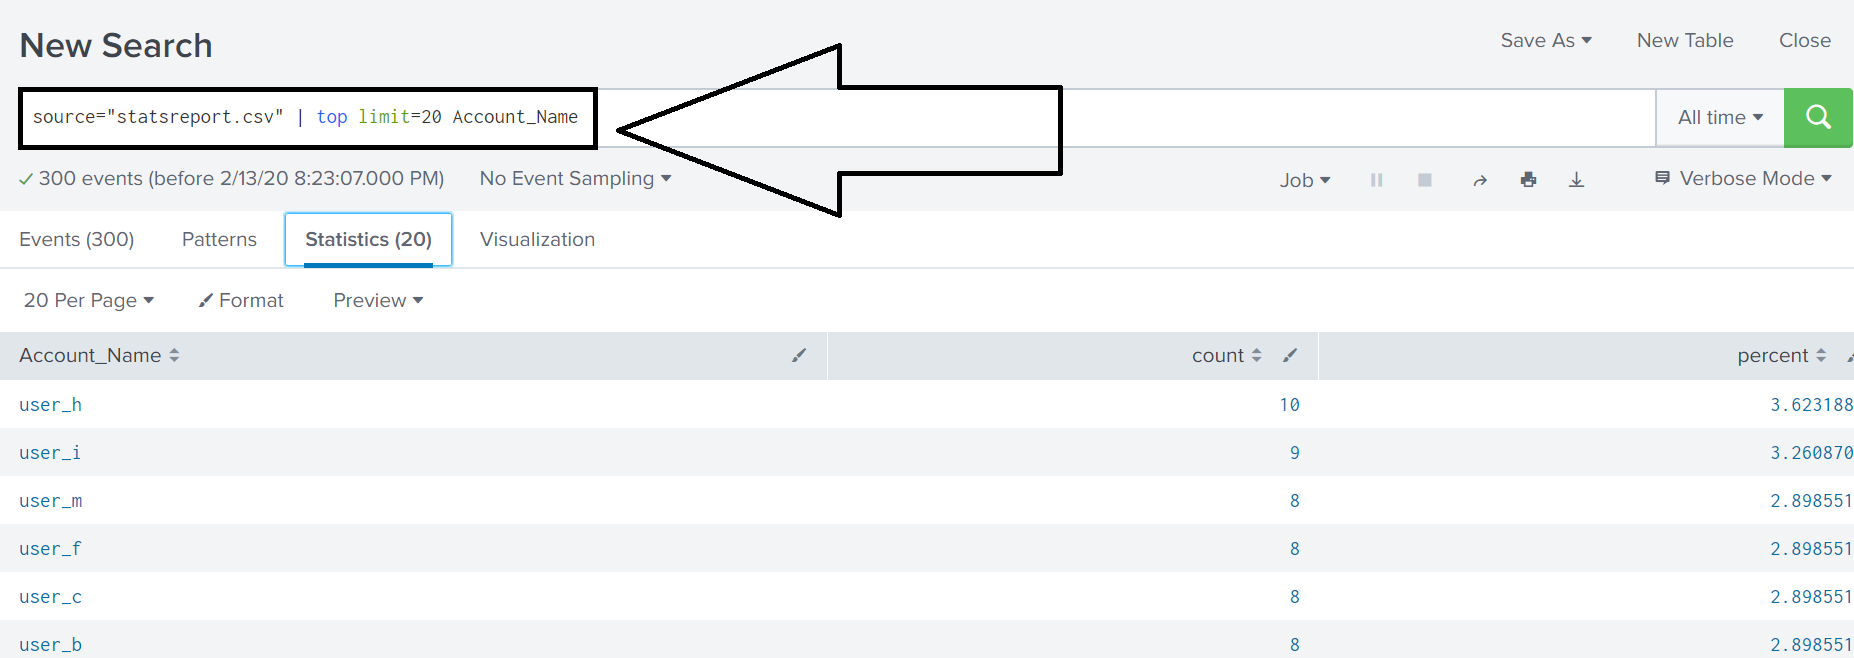 New Search
Save As New Table Close
source="statsreport.csv" | top limit=20 Account_Name
All time
300 events (before 2/13/20 8:23:07.000 PM) No Event Sampling
Job Verbose Mode
Events (300) Patterns Statistics (20) Visualization
20 Per Page Format Preview
Account_Name count percent
user_h 10 3.623188
user_i 9 3.260870
user_m 8 2.898551
user_f 8 2.898551
user_c 8 2.898551
user_b 8 2.898551